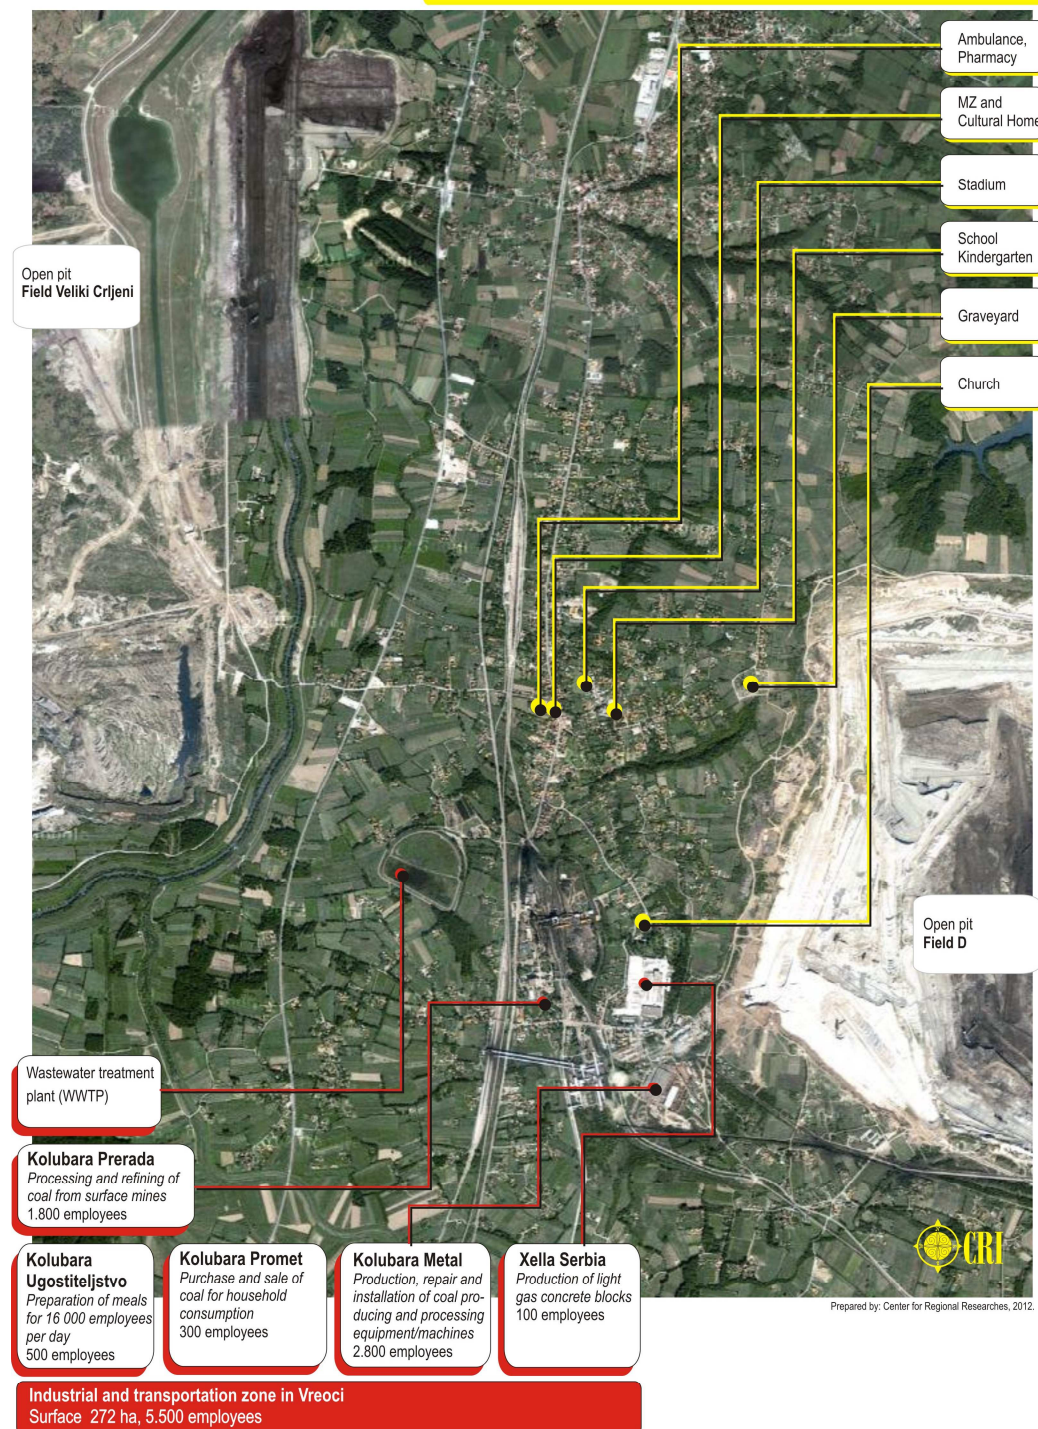 Ambulance,
Pharmacy
MZ and
Cultural Home
Stadium
School
Kindergarten
Graveyard
Church
Open pit
Field Veliki Crljeni
Open pit
Field D
Wastewater treatment
plant (WWTP)
Kolubara Prerada
Processing and refining of
coal from surface mines
1.800 employees
Kolubara
Ugostiteljstvo
Preparation of meals
for 16 000 employees
per day
500 employees
Kolubara Promet
Purchase and sale of
coal for household
consumption
300 employees
Kolubara Metal
Production, repair and
installation of coal pro-
ducing and processing
equipment/machines
2.800 employees
Xella Serbia
Production of light
gas concrete blocks
100 employees
CRI
Prepared by: Center for Regional Researches, 2012.
Industrial and transportation zone in Vreoci
Surface 272 ha, 5.500 employees